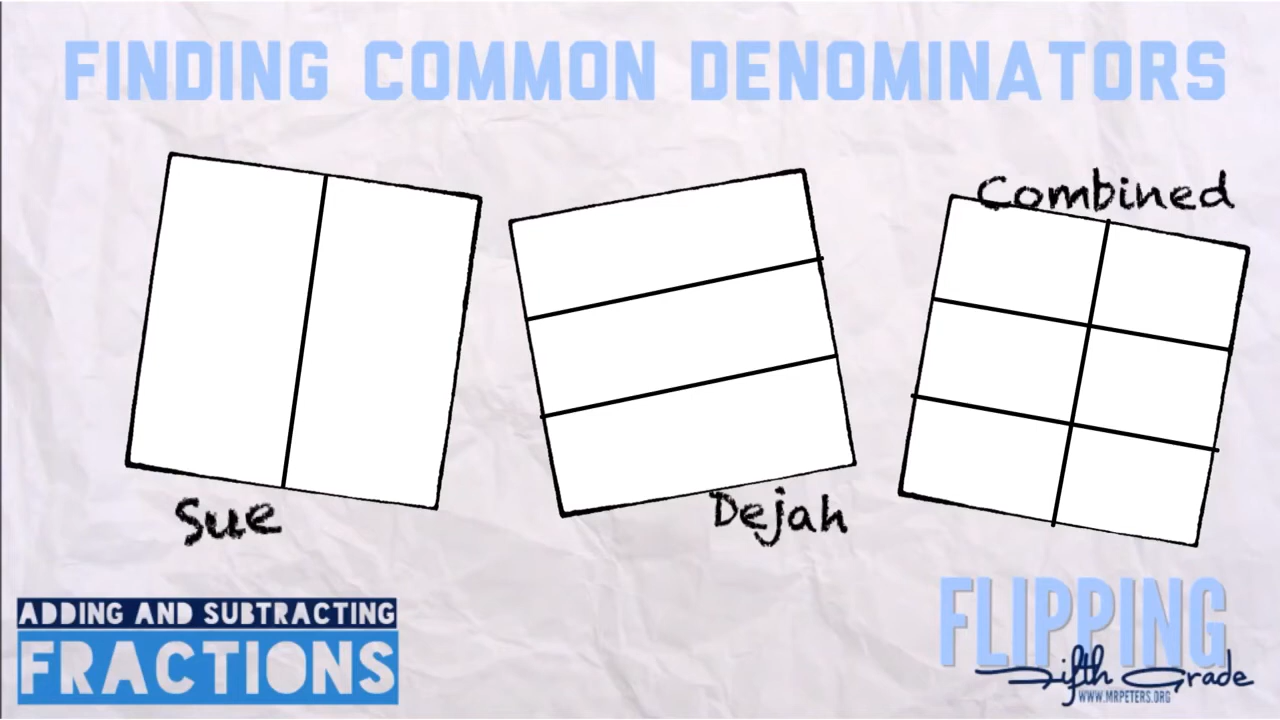 FINDING COMMON DENOMINATORS
Combined
Sue
Dejah
ADDING AND SUBTRACTING
FRACTIONS
FLIPPING
Fifth Grade
WWW.MRPETERS.ORG